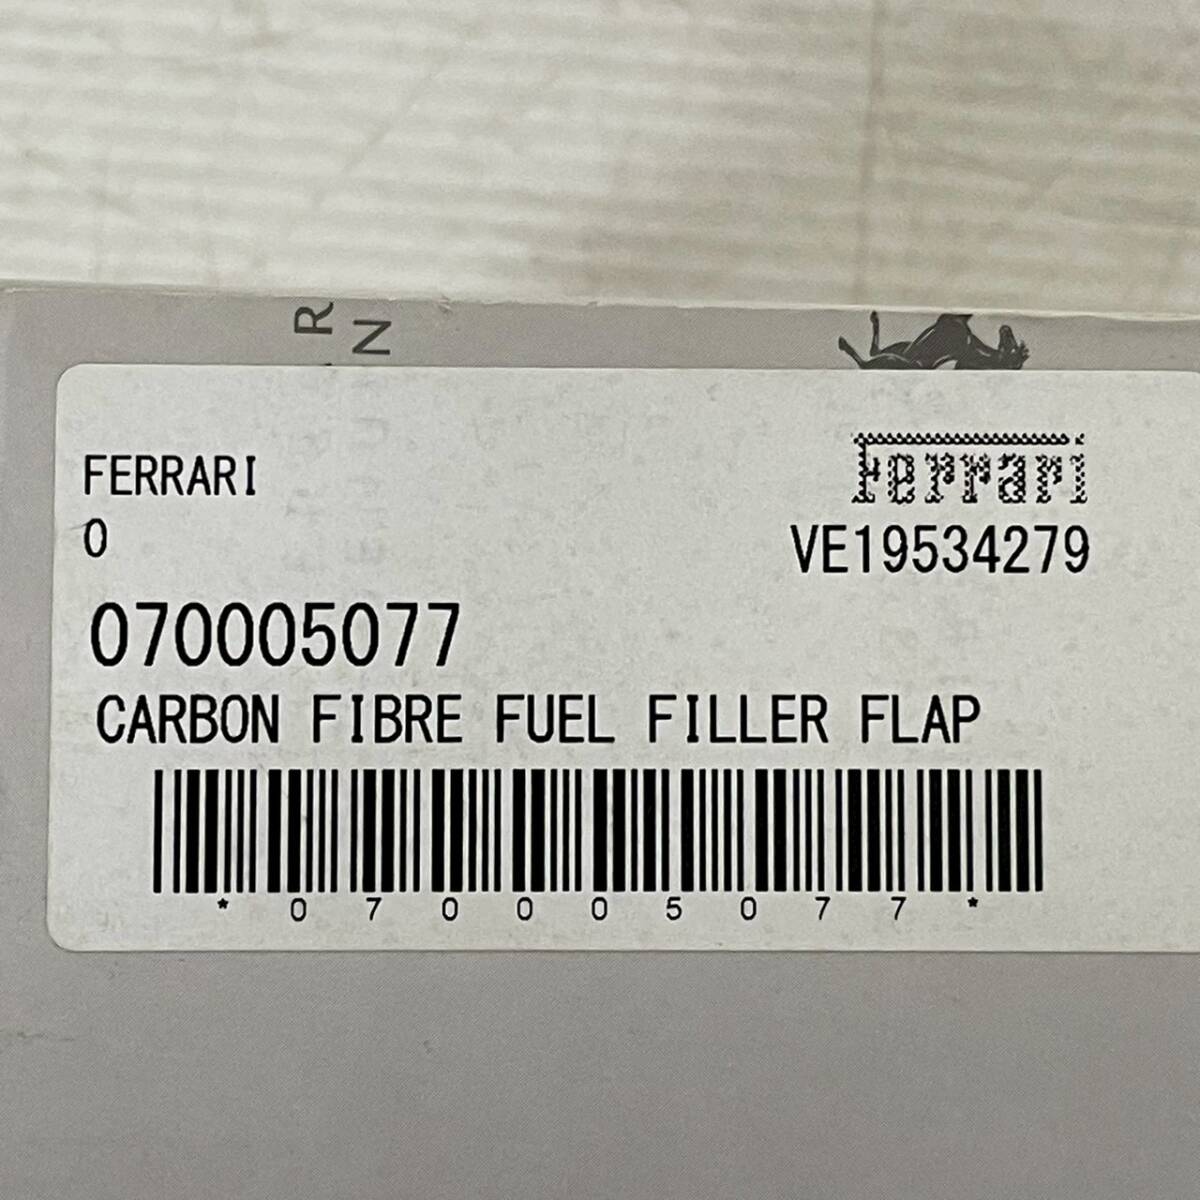 R
N
FERRARI
Ferrari
0
VE19534279
070005077
CARBON FIBRE FUEL FILLER FLAP
*070005077*